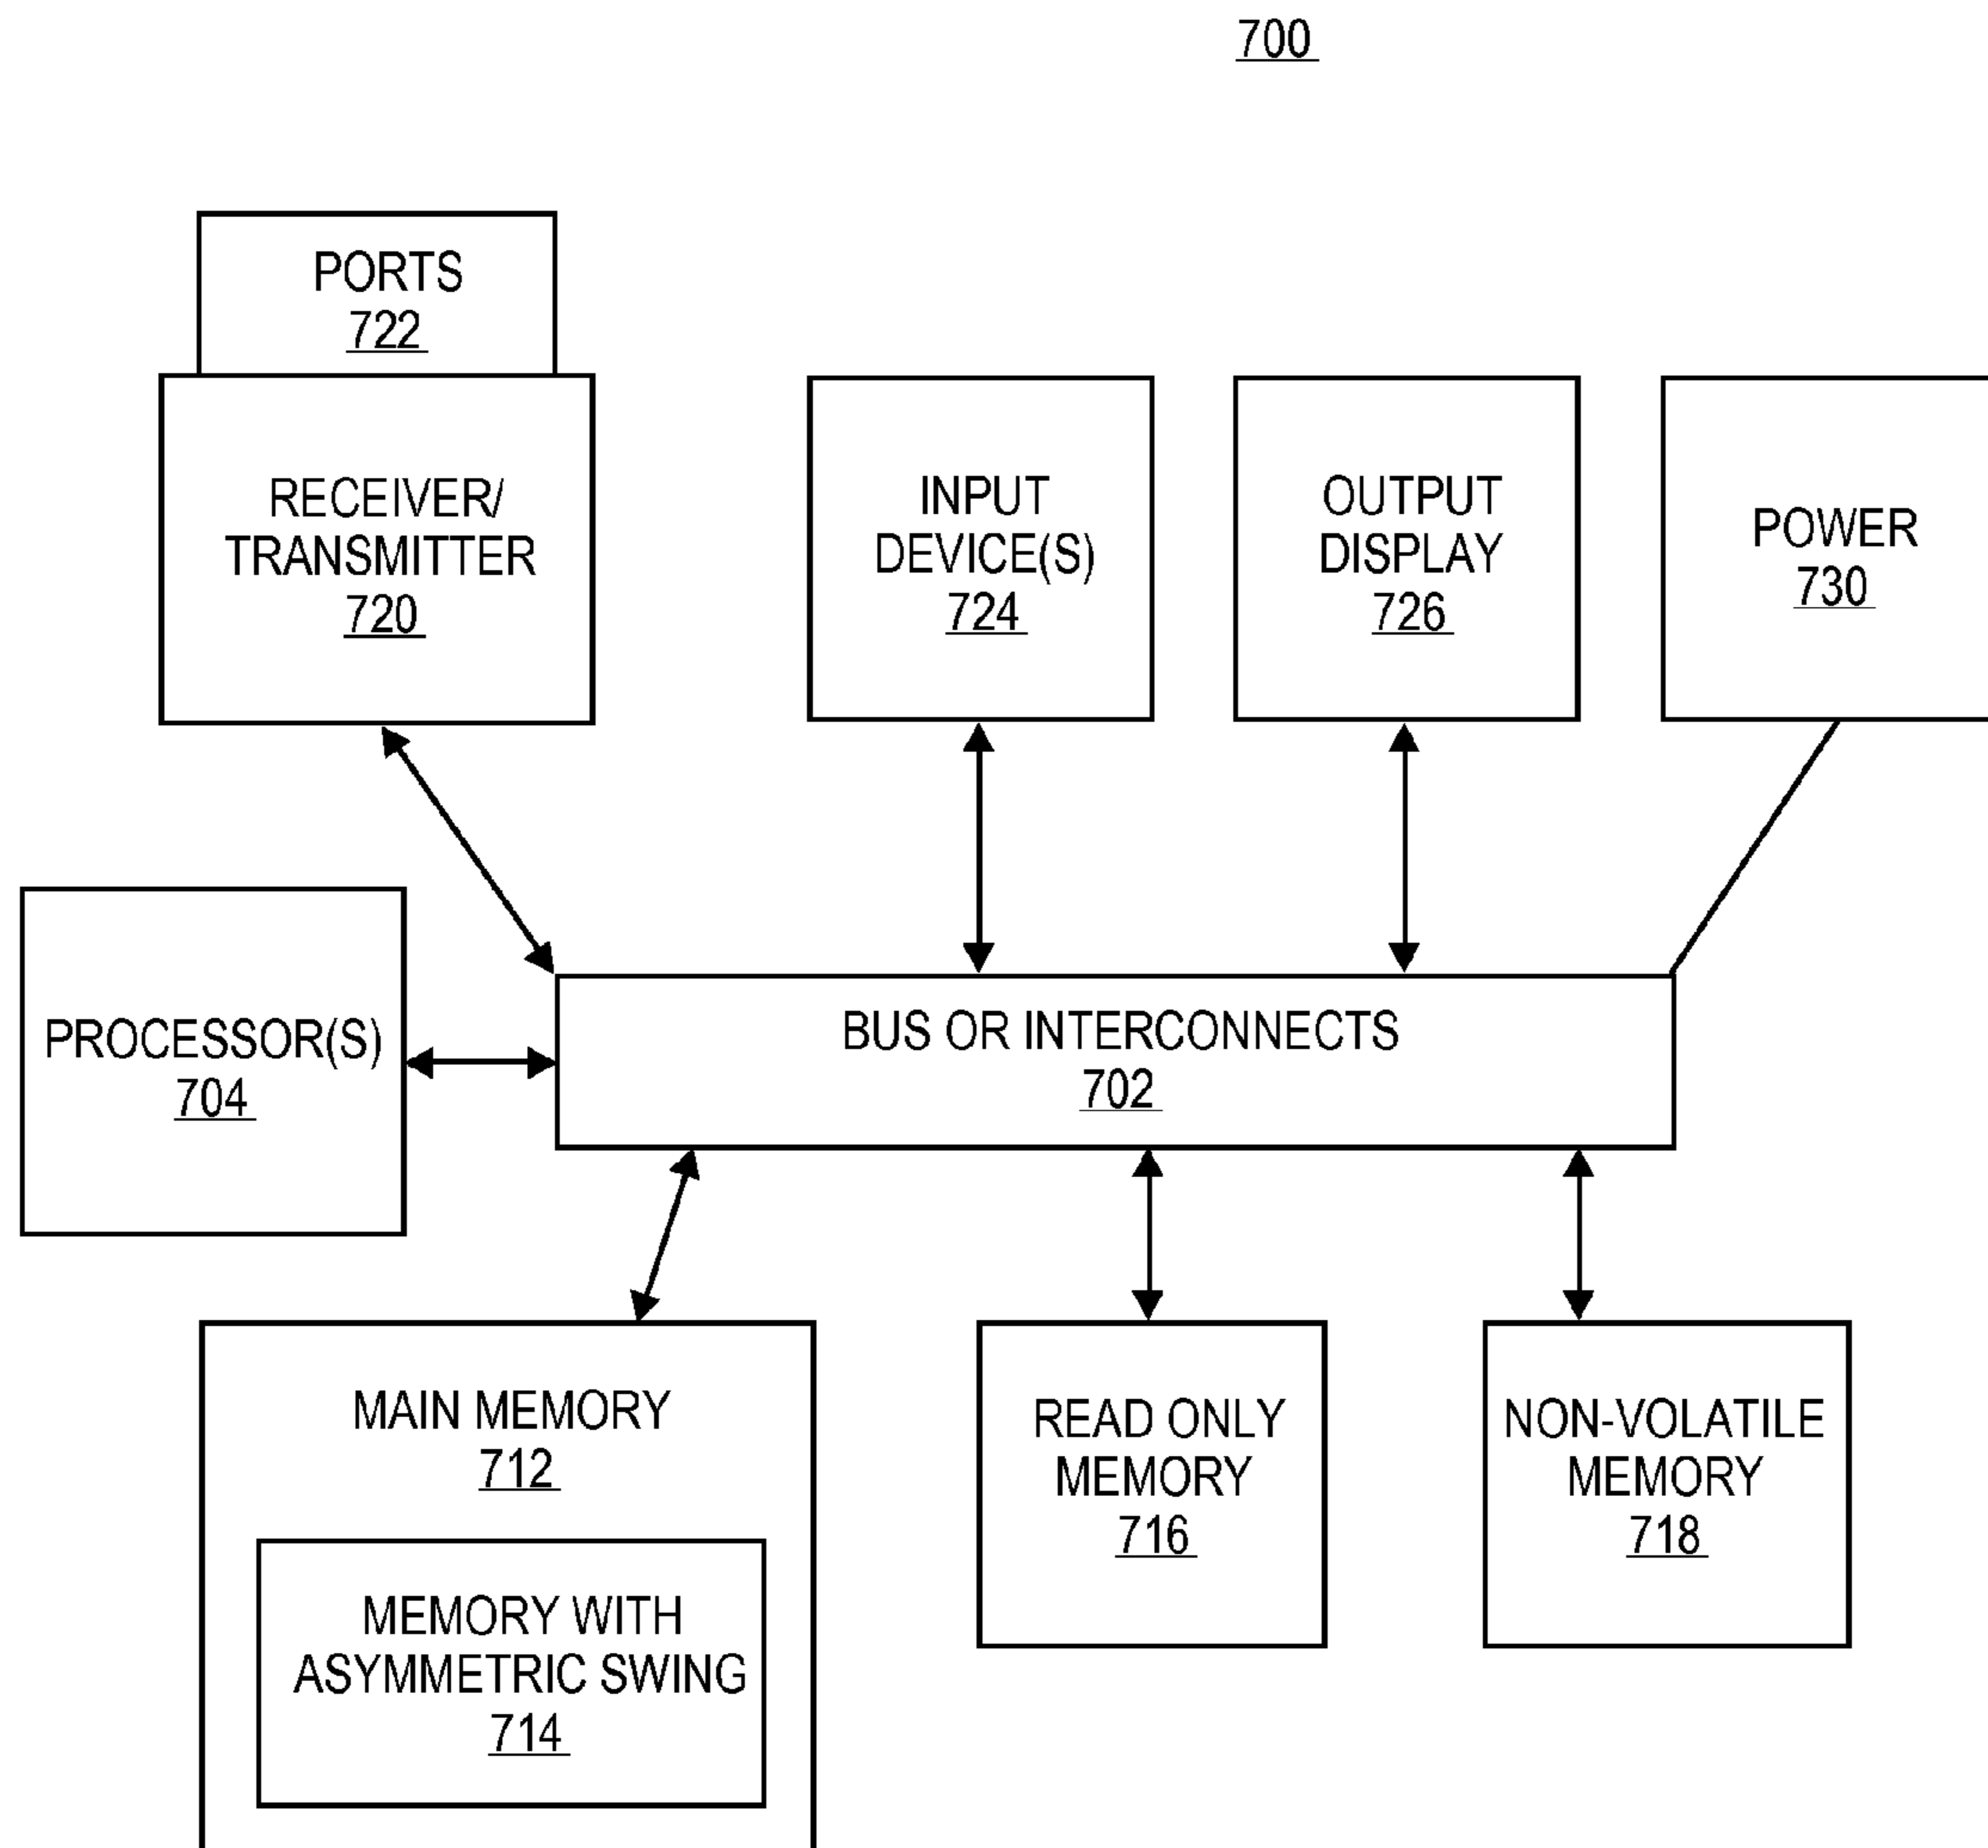 700
PORTS
722
RECEIVER/
TRANSMITTER
720
INPUT
DEVICE(S)
724
OUTPUT
DISPLAY
726
POWER
730
PROCESSOR(S)
704
BUS OR INTERCONNECTS
702
MAIN MEMORY
712
MEMORY WITH
ASYMMETRIC SWING
714
READ ONLY
MEMORY
716
NON-VOLATILE
MEMORY
718